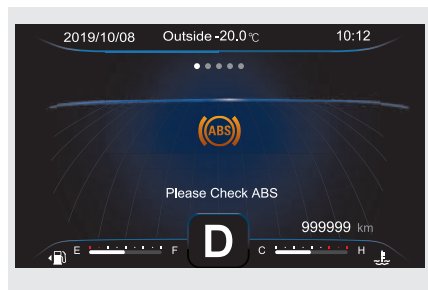 2019/10/08 Outside -20.0 ℃ 10:12
ABS
Please Check ABS
999999 km
E F D C H